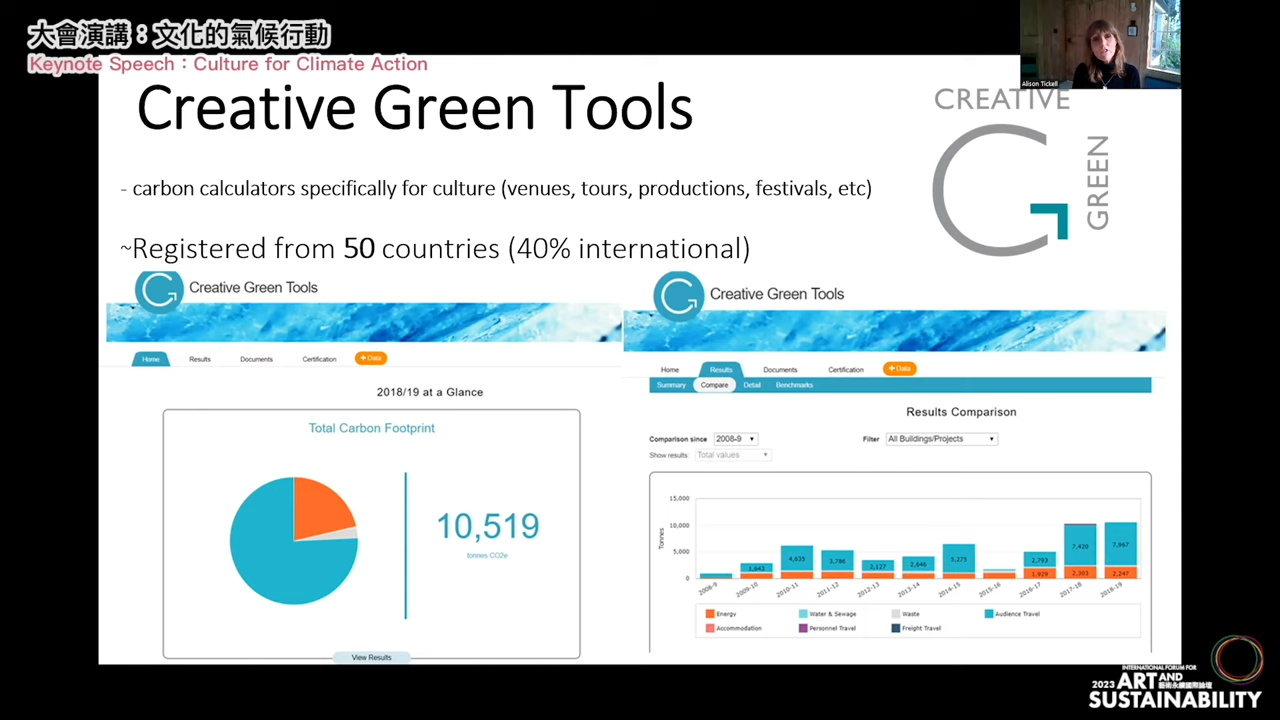 大會演講：文化的氣候行動
Keynote Speech：Culture for Climate Action
Alison Tickell
Creative Green Tools
CREATIVE
GREEN
- carbon calculators specifically for culture (venues, tours, productions, festivals, etc)
~Registered from 50 countries (40% international)
Creative Green Tools
Home Results Documents Certification + Data
2018/19 at a Glance
Total Carbon Footprint
10,519
tonnes CO2e
View Results
Creative Green Tools
Home Results Documents Certification + Data
Summary Compare Detail Benchmarks
Results Comparison
Comparison since 2008-9 Filter All Buildings/Projects
Show results: Total values
Tonnes
15,000
10,000
5,000
0
1,642 4,635 3,786 2,127 2,640 5,275 2,793 7,420 7,867
1,929 2,303 2,247
2008-9 2009-10 2010-11 2011-12 2012-13 2013-14 2014-15 2015-16 2016-17 2017-18 2018-19
Energy Water & Sewage Waste Audience Travel
Accommodation Personnel Travel Freight Travel
INTERNATIONAL FORUM FOR
2023 ART AND
藝術永續國際論壇
SUSTAINABILITY